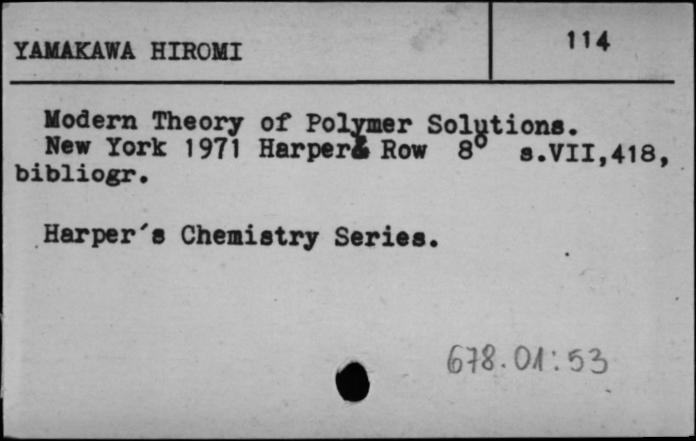 YAMAKAWA HIROMI
114
Modern Theory of Polymer Solutions.
New York 1971 Harper& Row 8° s.VII,418,
bibliogr.
Harper's Chemistry Series.
678.01:53